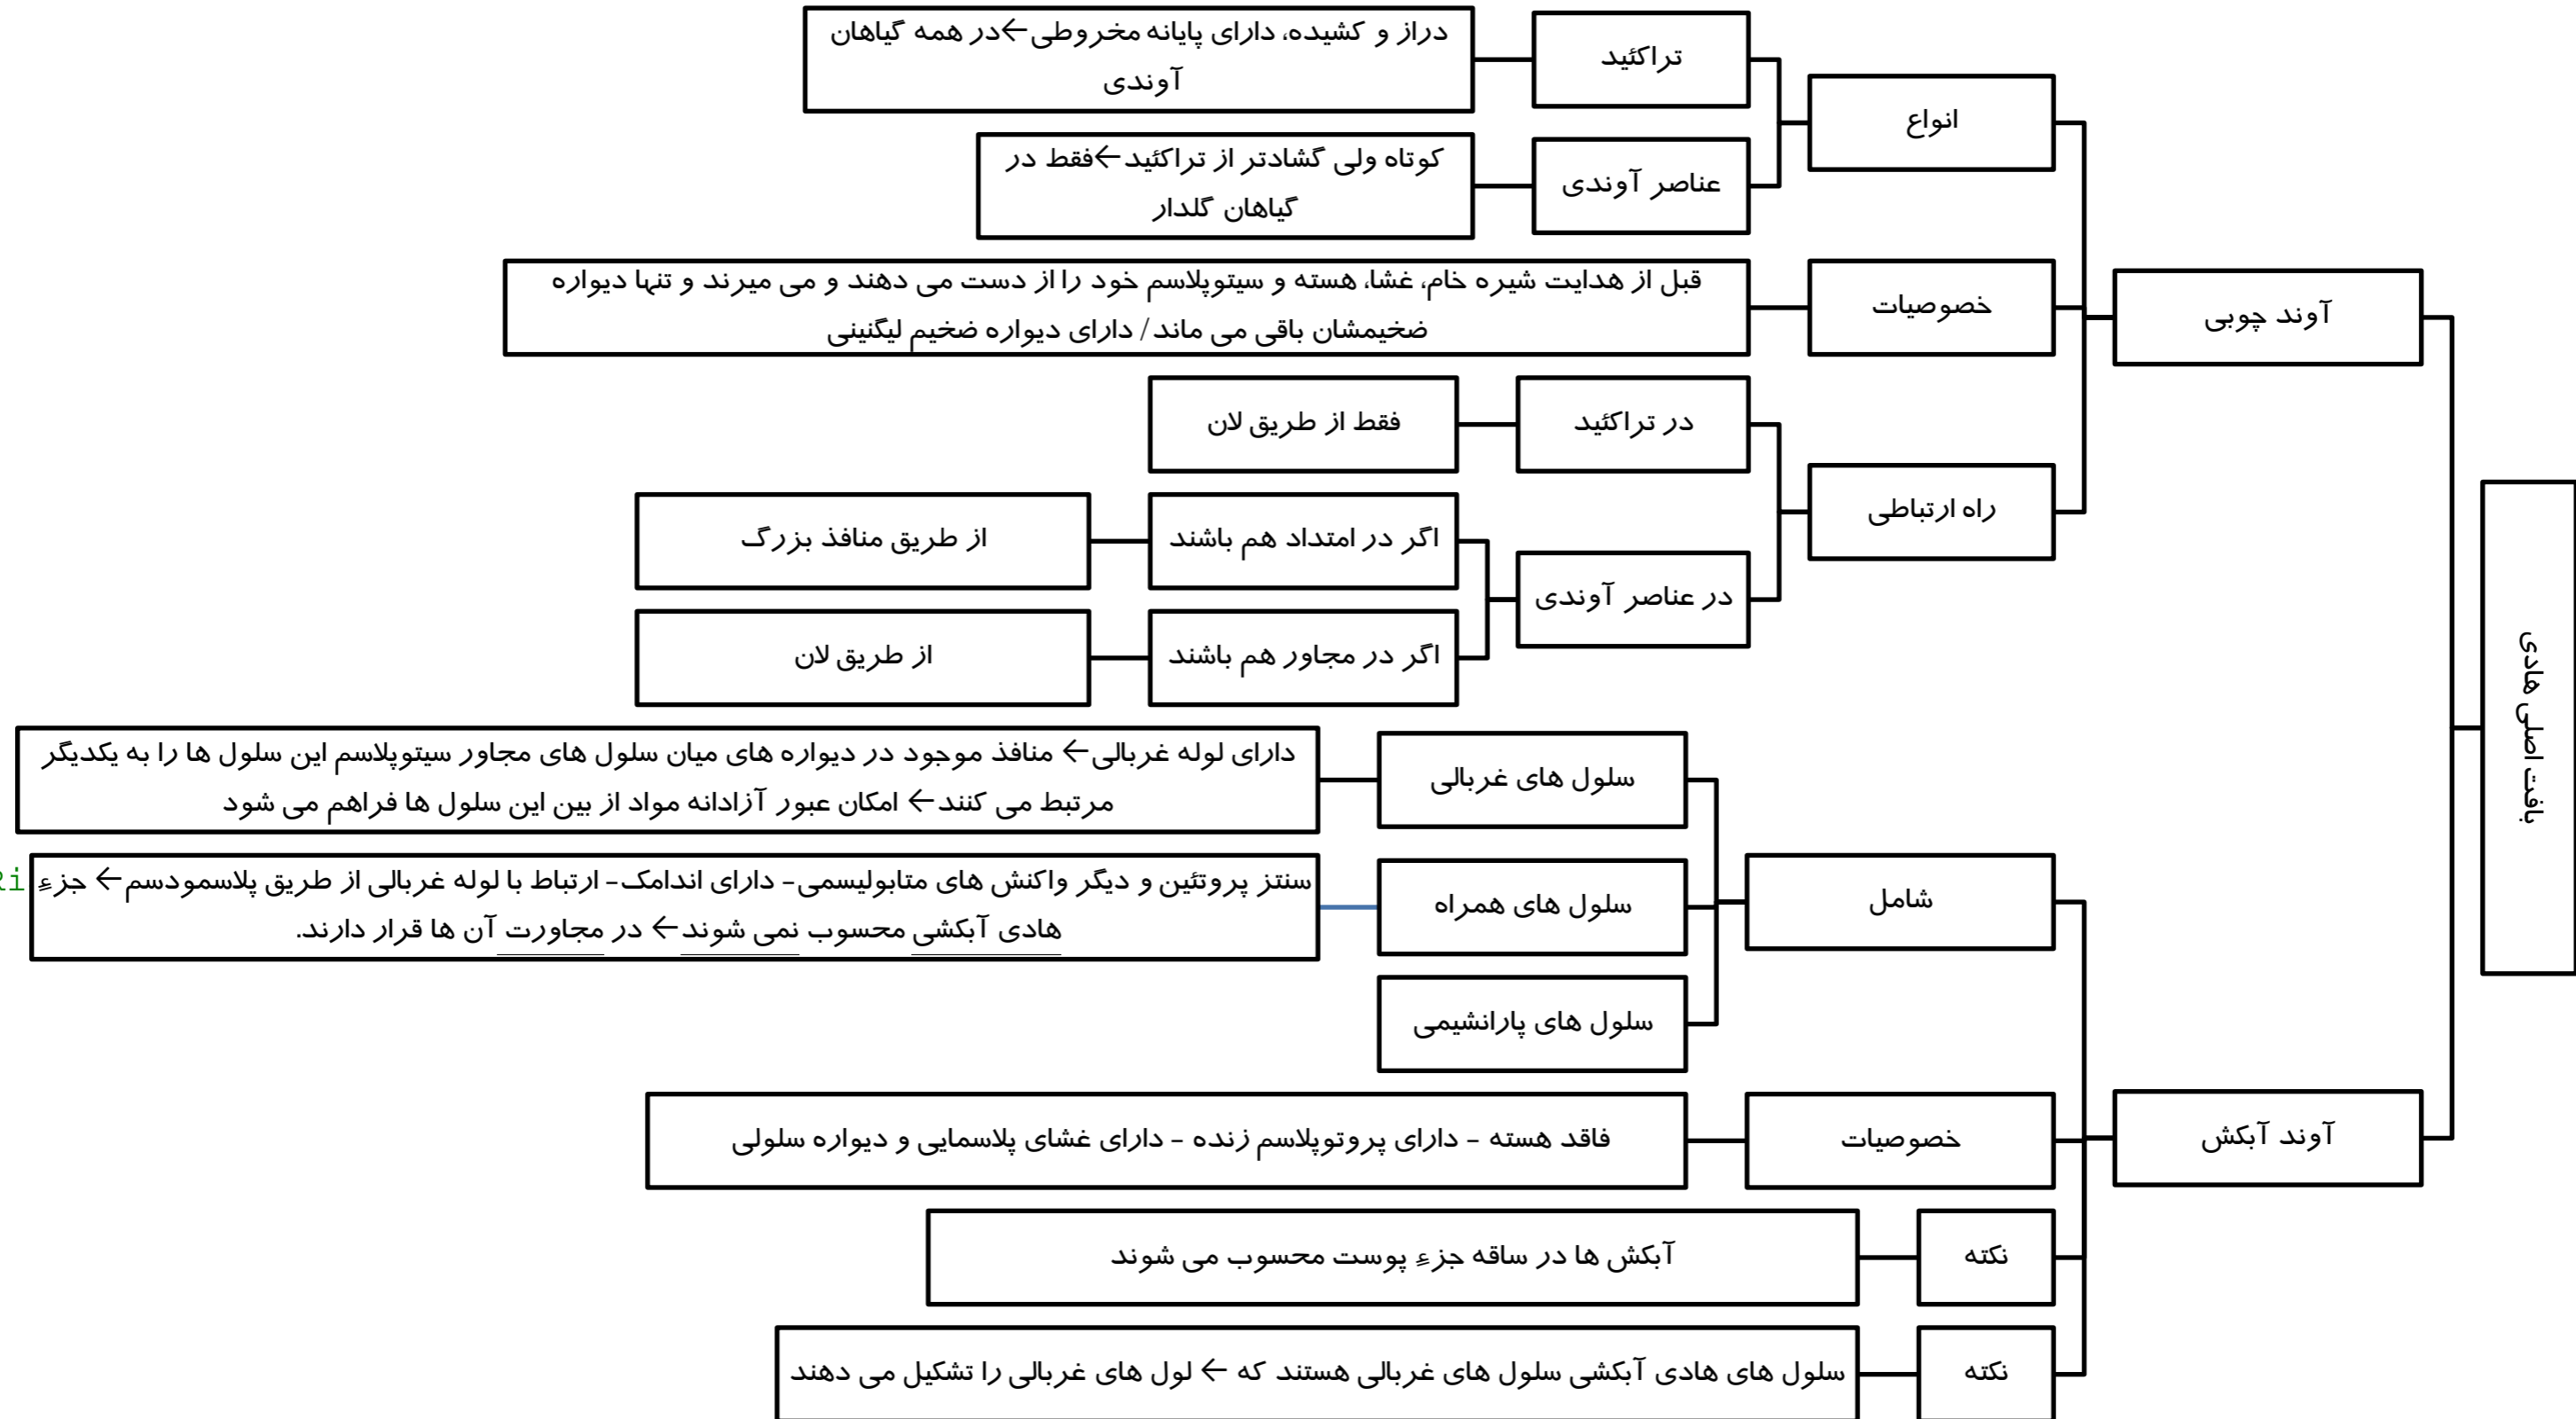 بافت اصلی هادی
آوند چوبی
انواع
تراکئید
دراز و کشیده، دارای پایانه مخروطی←در همه گیاهان
آوندی
عناصر آوندی
کوتاه ولی گشادتر از تراکئید←فقط در
گیاهان گلدار
خصوصیات
قبل از هدایت شیره خام، غشا، هسته و سیتوپلاسم خود را از دست می دهند و می میرند و تنها دیواره
ضخیمشان باقی می ماند/ دارای دیواره ضخیم لیگنینی
راه ارتباطی
در تراکئید
فقط از طریق لان
در عناصر آوندی
اگر در امتداد هم باشند
از طریق منافذ بزرگ
اگر در مجاور هم باشند
از طریق لان
آوند آبکش
شامل
سلول های غربالی
دارای لوله غربالی← منافذ موجود در دیواره های میان سلول های مجاور سیتوپلاسم این سلول ها را به یکدیگر
مرتبط می کنند← امکان عبور آزادانه مواد از بین این سلول ها فراهم می شود
سلول های همراه
سنتز پروتئین و دیگر واکنش های متابولیسمی- دارای اندامک- ارتباط با لوله غربالی از طریق پلاسمودسم← جزءِ
هادی آبکشی محسوب نمی شوند← در مجاورت آن ها قرار دارند.
سلول های پارانشیمی
خصوصیات
فاقد هسته - دارای پروتوپلاسم زنده - دارای غشای پلاسمایی و دیواره سلولی
نکته
آبکش ها در ساقه جزءِ پوست محسوب می شوند
نکته
سلول های هادی آبکشی سلول های غربالی هستند که ← لول های غربالی را تشکیل می دهند